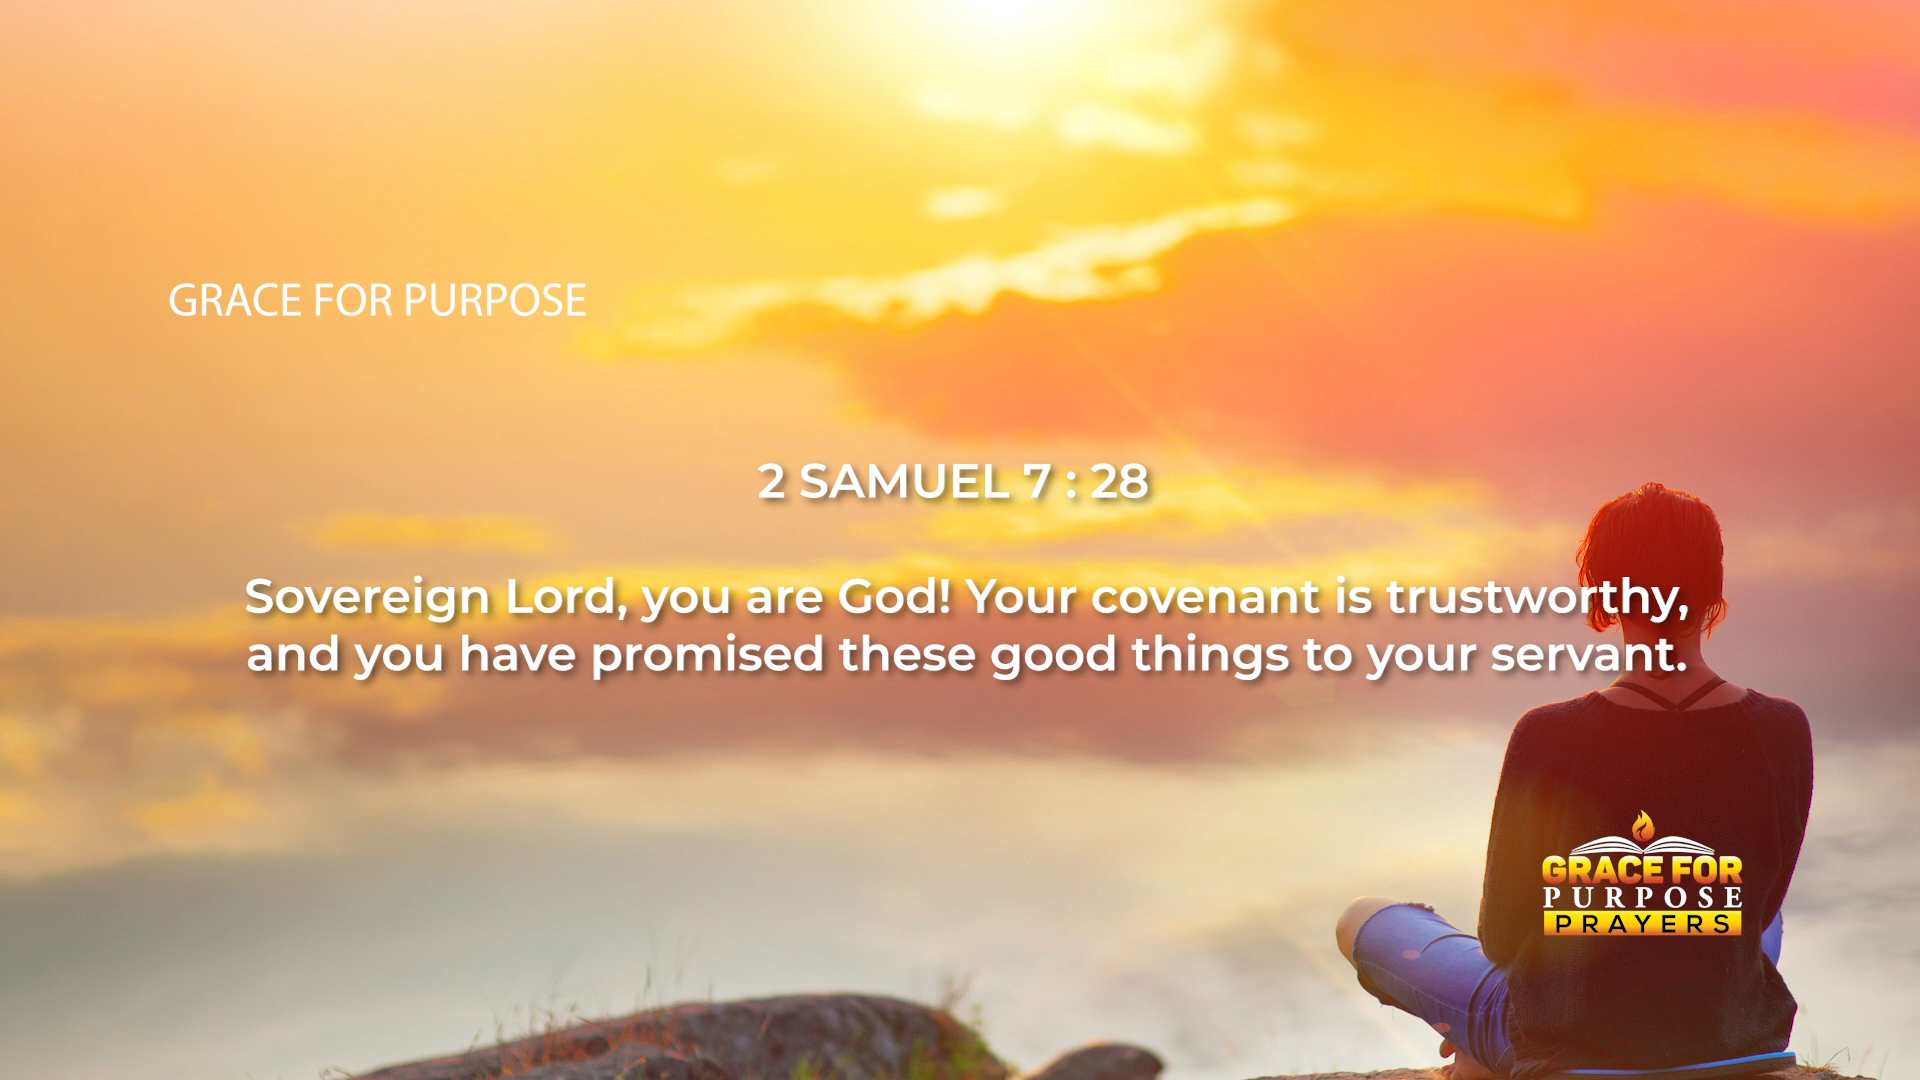 GRACE FOR PURPOSE
2 SAMUEL 7 : 28
Sovereign Lord, you are God! Your covenant is trustworthy,
and you have promised these good things to your servant.
GRACE FOR
PURPOSE
PRAYERS